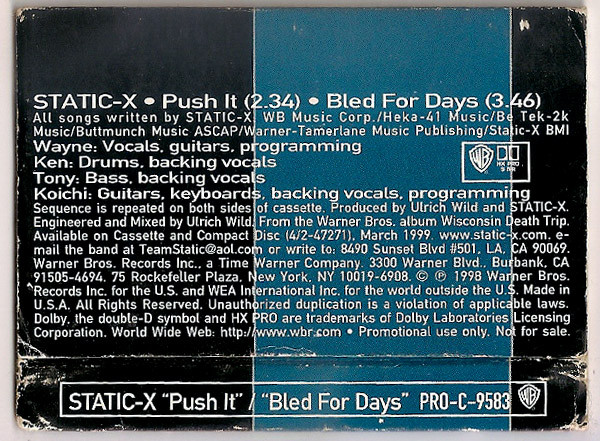 STATIC-X • Push It (2.34) • Bled For Days (3.46)
All songs written by STATIC-X. WB Music Corp./Heka-41 Music/Be Tek-2k
Music/Buttmunch Music ASCAP/Warner-Tamerlane Music Publishing/Static-X BMI
Wayne: Vocals, guitars, programming
Ken: Drums, backing vocals
Tony: Bass, backing vocals
WB HX PRO
B NR
Koichi: Guitars, keyboards, backing vocals, programming
Sequence is repeated on both sides of cassette. Produced by Ulrich Wild and STATIC-X.
Engineered and Mixed by Ulrich Wild. From the Warner Bros. album Wisconsin Death Trip.
Available on Cassette and Compact Disc (4/2-47271), March 1999. www.static-x.com. e-
mail the band at TeamStatic@aol.com or write to: 8490 Sunset Blvd #501, LA, CA 90069.
Warner Bros. Records Inc., a Time Warner Company. 3300 Warner Blvd., Burbank, CA
91505-4694. 75 Rockefeller Plaza, New York, NY 10019-6908. © ℗ 1998 Warner Bros.
Records Inc. for the U.S. and WEA International Inc. for the world outside the U.S. Made in
U.S.A. All Rights Reserved. Unauthorized duplication is a violation of applicable laws.
Dolby, the double-D symbol and HX PRO are trademarks of Dolby Laboratories Licensing
Corporation. World Wide Web: http://www.wbr.com • Promotional use only. Not for sale.
STATIC-X "Push It" / "Bled For Days" PRO-C-9583 WB